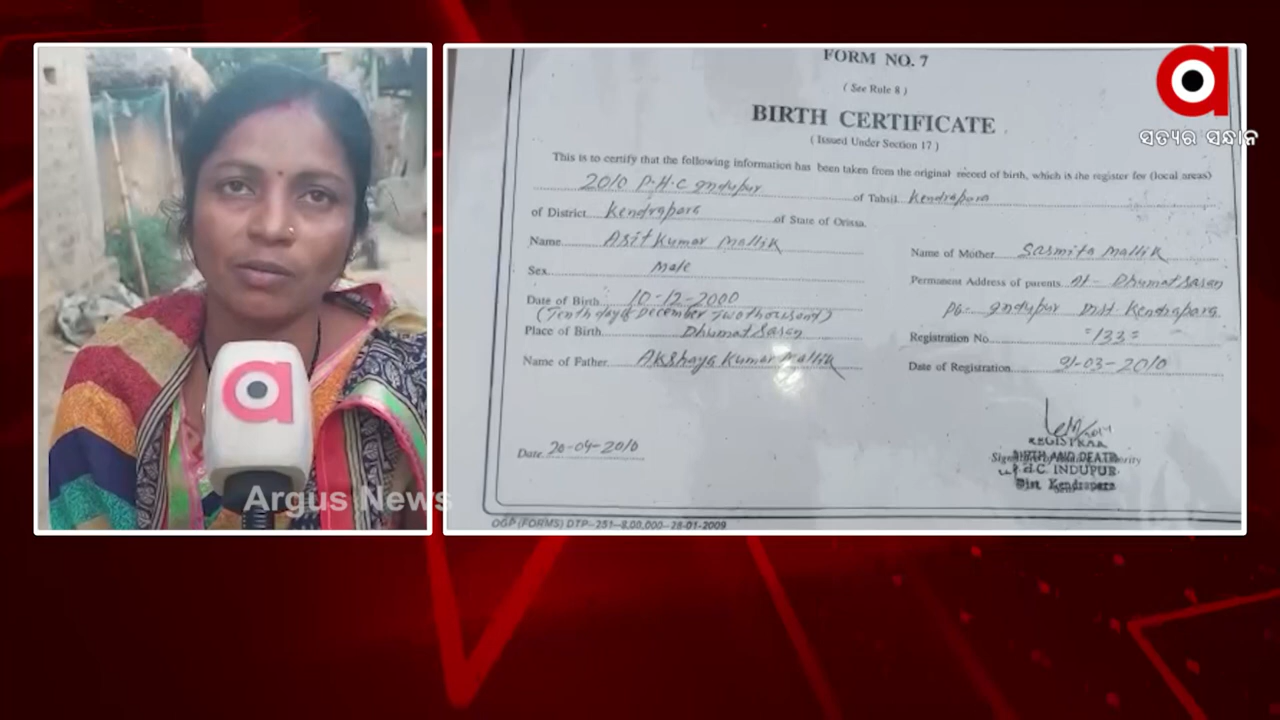 FORM NO. 7
( See Rule 8 )
BIRTH CERTIFICATE
( Issued Under Section 17 )
This is to certify that the following information has been taken from the original record of birth, which is the register for (local areas)
2010 P.H.C Indupur of Tahsil Kendrapara
of District Kendrapara of State of Orissa.
Name Asit Kumar Mallik
Sex Male
Date of Birth 10-12-2000
(Tenth day of December Twothousand)
Place of Birth Dhumat Sasan
Name of Father Akshaya Kumar Mallik
Name of Mother Sasmita Mallik
Permanent Address of parents At- Dhumat Sasan
Po- Indupur Dist Kendrapara
Registration No. 133
Date of Registration 31-03-2010
Date 20-04-2010
REGISTRAR
BIRTH AND DEATH
INDUPUR
Dist Kendrapara
OGP (FORMS) DTP-251-8,00,000-28-01-2009
a
ସତ୍ୟର ସନ୍ଧାନ
a
Argus News